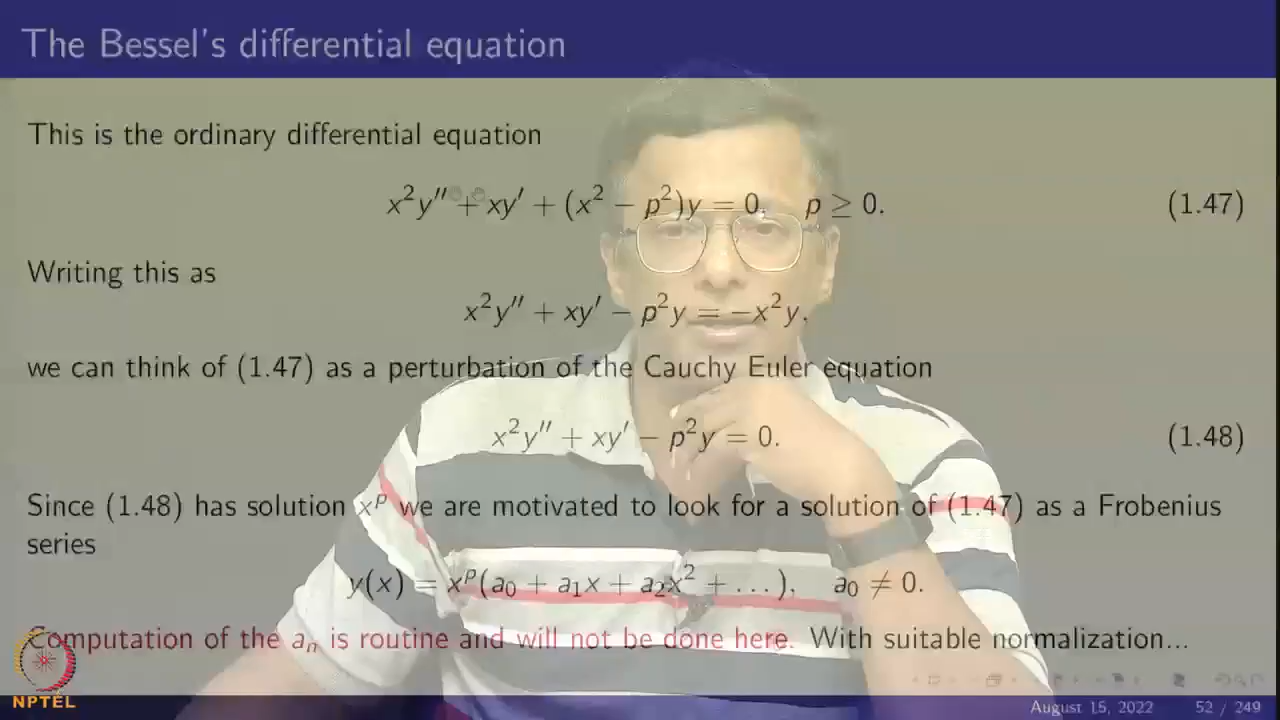 The Bessel's differential equation
This is the ordinary differential equation
x²y″ + xy′ + (x² − p²)y = 0, p ≥ 0. (1.47)
Writing this as
x²y″ + xy′ − p²y = −x²y,
we can think of (1.47) as a perturbation of the Cauchy Euler equation
x²y″ + xy′ − p²y = 0. (1.48)
Since (1.48) has solution xᵖ we are motivated to look for a solution of (1.47) as a Frobenius
series
y(x) = xᵖ(a₀ + a₁x + a₂x² + ...), a₀ ≠ 0.
Computation of the aₙ is routine and will not be done here. With suitable normalization...
NPTEL
August 15, 2022 52 / 249